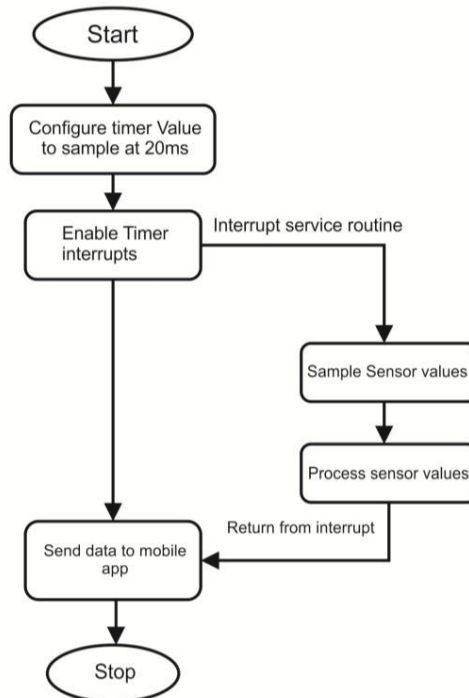 Start
Configure timer Value
to sample at 20ms
Enable Timer
interrupts
Interrupt service routine
Sample Sensor values
Process sensor values
Return from interrupt
Send data to mobile
app
Stop